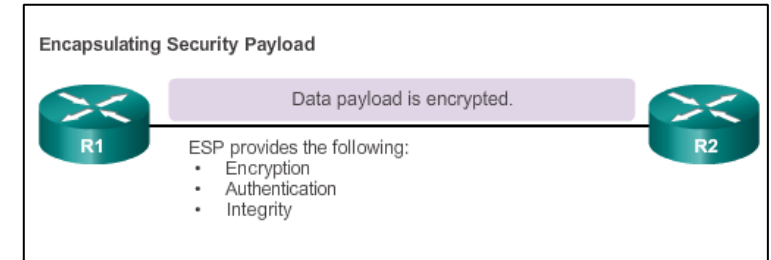 Encapsulating Security Payload
Data payload is encrypted.
R1
R2
ESP provides the following:
• Encryption
• Authentication
• Integrity